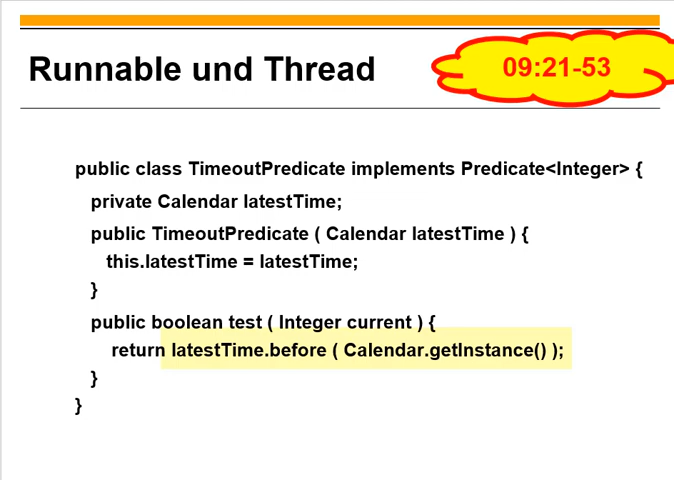 Runnable und Thread
09:21-53
public class TimeoutPredicate implements Predicate<Integer> {
private Calendar latestTime;
public TimeoutPredicate ( Calendar latestTime ) {
this.latestTime = latestTime;
}
public boolean test ( Integer current ) {
return latestTime.before ( Calendar.getInstance() );
}
}